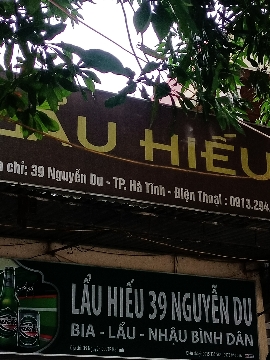 LẨU HIẾU
chỉ: 39 Nguyễn Du - TP. Hà Tĩnh - Điện Thoại : 0913.294
LẨU HIẾU 39 NGUYỄN DU
BIA - LẨU - NHẬU BÌNH DÂN